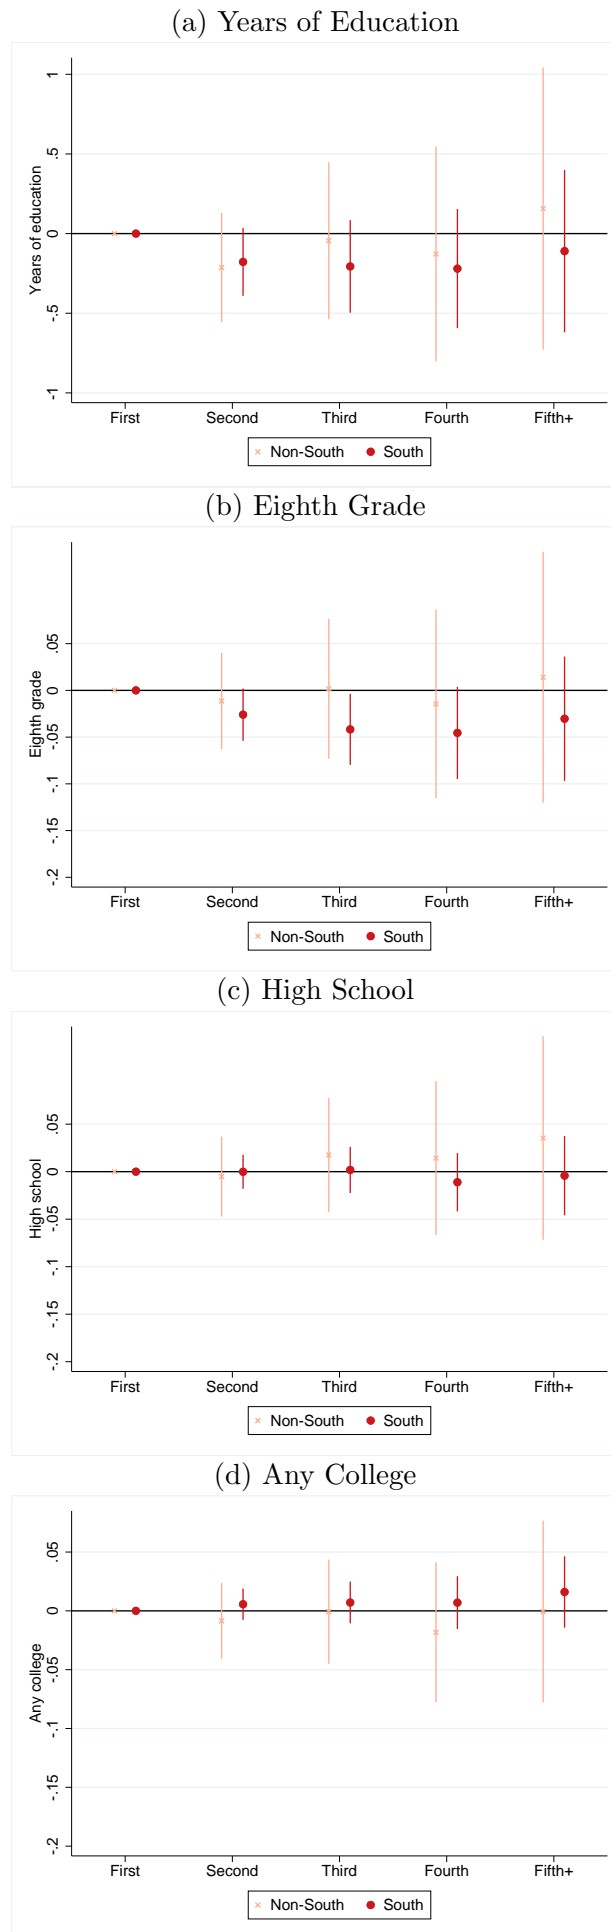 (a) Years of Education
Years of education
1
.5
0
-.5
-1
First Second Third Fourth Fifth+
Non-South South
(b) Eighth Grade
Eighth grade
.05
0
-.05
-.1
-.15
-.2
First Second Third Fourth Fifth+
Non-South South
(c) High School
High school
.05
0
-.05
-.1
-.15
-.2
First Second Third Fourth Fifth+
Non-South South
(d) Any College
Any college
.05
0
-.05
-.1
-.15
-.2
First Second Third Fourth Fifth+
Non-South South